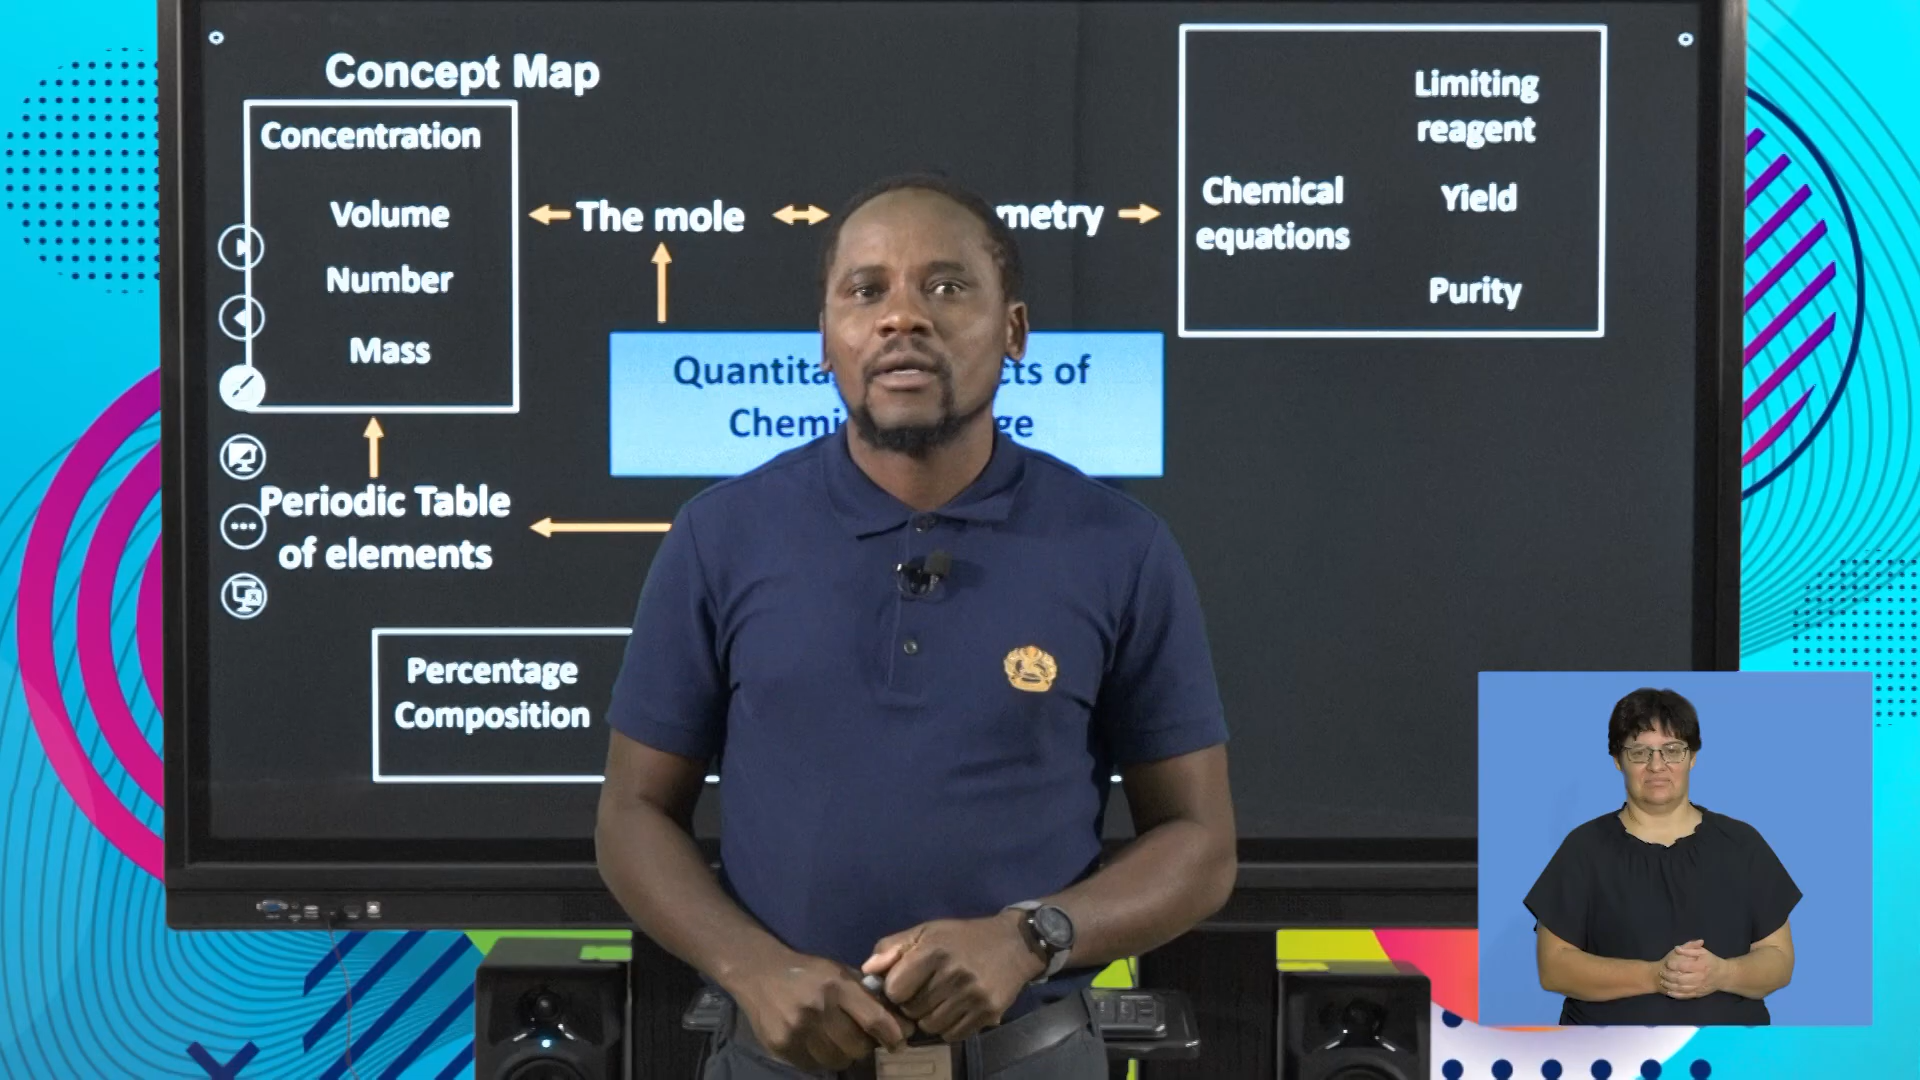 Concept Map
Concentration
Volume
Number
Mass
The mole
metry
Chemical
equations
Limiting
reagent
Yield
Purity
Quantita cts of
Chemi ge
Periodic Table
of elements
Percentage
Composition